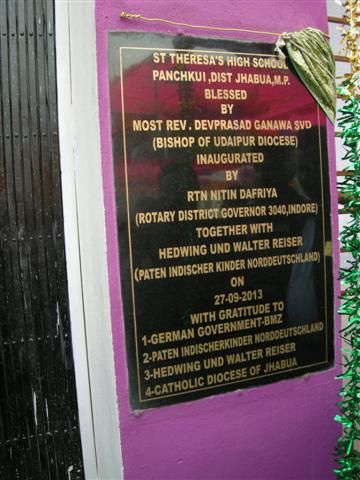 ST THERESA'S HIGH SCHOOL
PANCHKUI ,DIST JHABUA,M.P.
BLESSED
BY
MOST REV . DEVPRASAD GANAWA SVD
(BISHOP OF UDAIPUR DIOCESE)
INAUGURATED
BY
RTN NITIN DAFRIYA
(ROTARY DISTRICT GOVERNOR 3040,INDORE)
TOGETHER WITH
HEDWING UND WALTER REISER
(PATEN INDISCHER KINDER NORDDEUTSCHLAND)
ON
27-09-2013
WITH GRATITUDE TO
1-GERMAN GOVERNMENT-BMZ
2-PATEN INDISCHERKINDER NORDDEUTSCHLAND
3-HEDWING UND WALTER REISER
4-CATHOLIC DIOCESE OF JHABUA